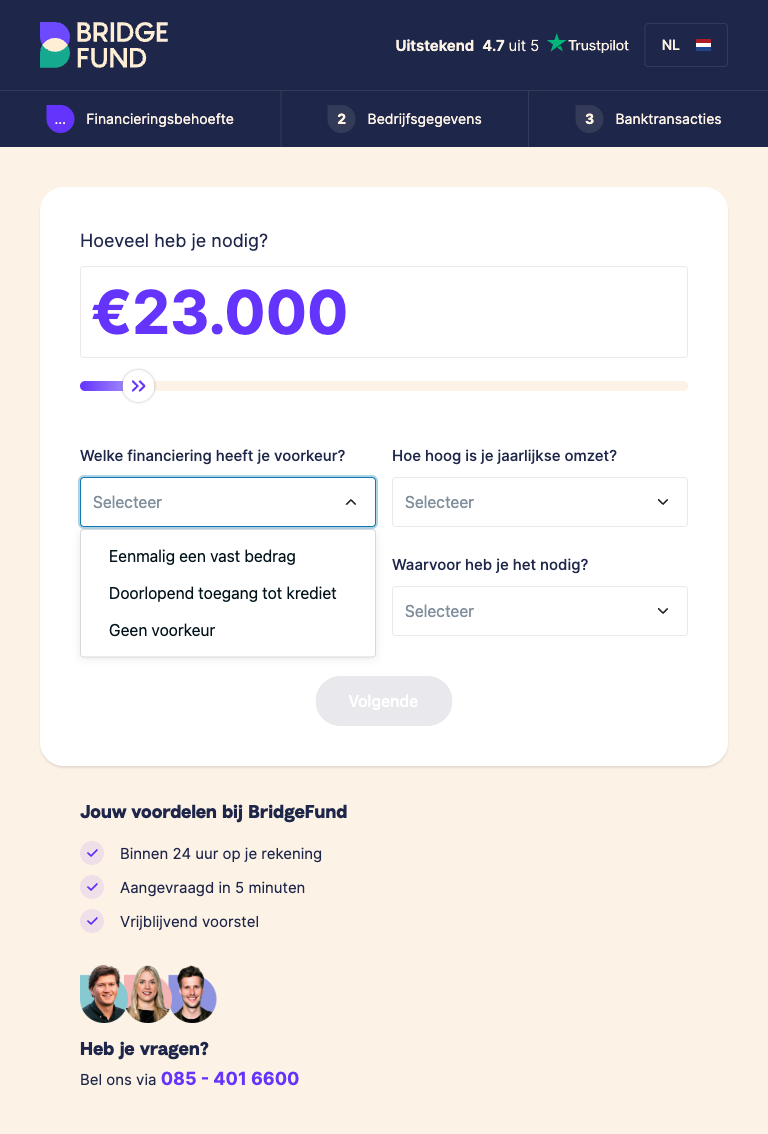 BRIDGE
FUND
Uitstekend 4.7 uit 5 Trustpilot
NL
... Financieringsbehoefte
2 Bedrijfsgegevens
3 Banktransacties
Hoeveel heb je nodig?
€23.000
Welke financiering heeft je voorkeur?
Selecteer
Eenmalig een vast bedrag
Doorlopend toegang tot krediet
Geen voorkeur
Hoe hoog is je jaarlijkse omzet?
Selecteer
Waarvoor heb je het nodig?
Selecteer
Volgende
Jouw voordelen bij BridgeFund
Binnen 24 uur op je rekening
Aangevraagd in 5 minuten
Vrijblijvend voorstel
Heb je vragen?
Bel ons via 085 - 401 6600